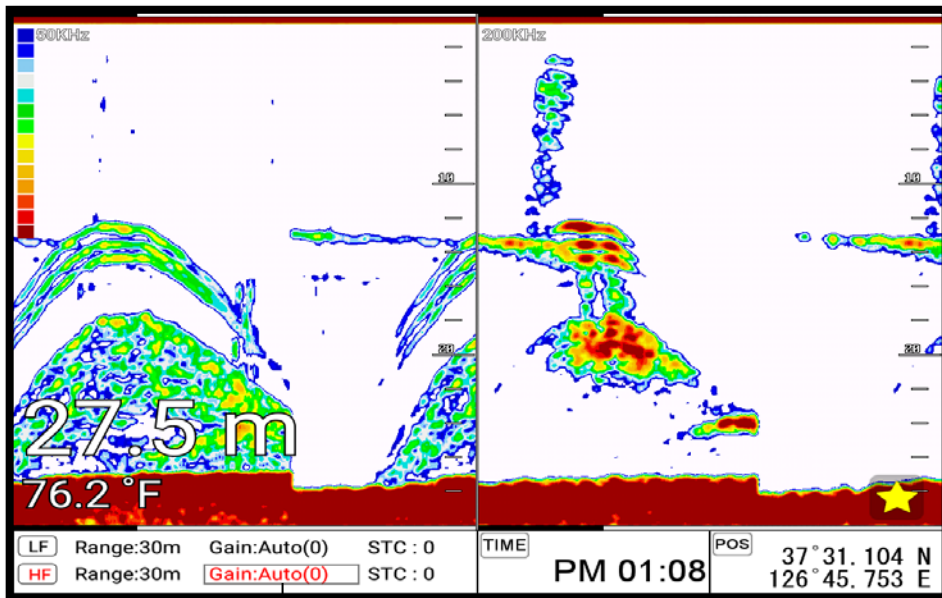 50KHz
200KHz
10
10
20
20
27.5 m
76.2 °F
LF Range:30m Gain:Auto(0) STC : 0
HF Range:30m Gain:Auto(0) STC : 0
TIME
PM 01:08
POS
37°31.104 N
126°45.753 E